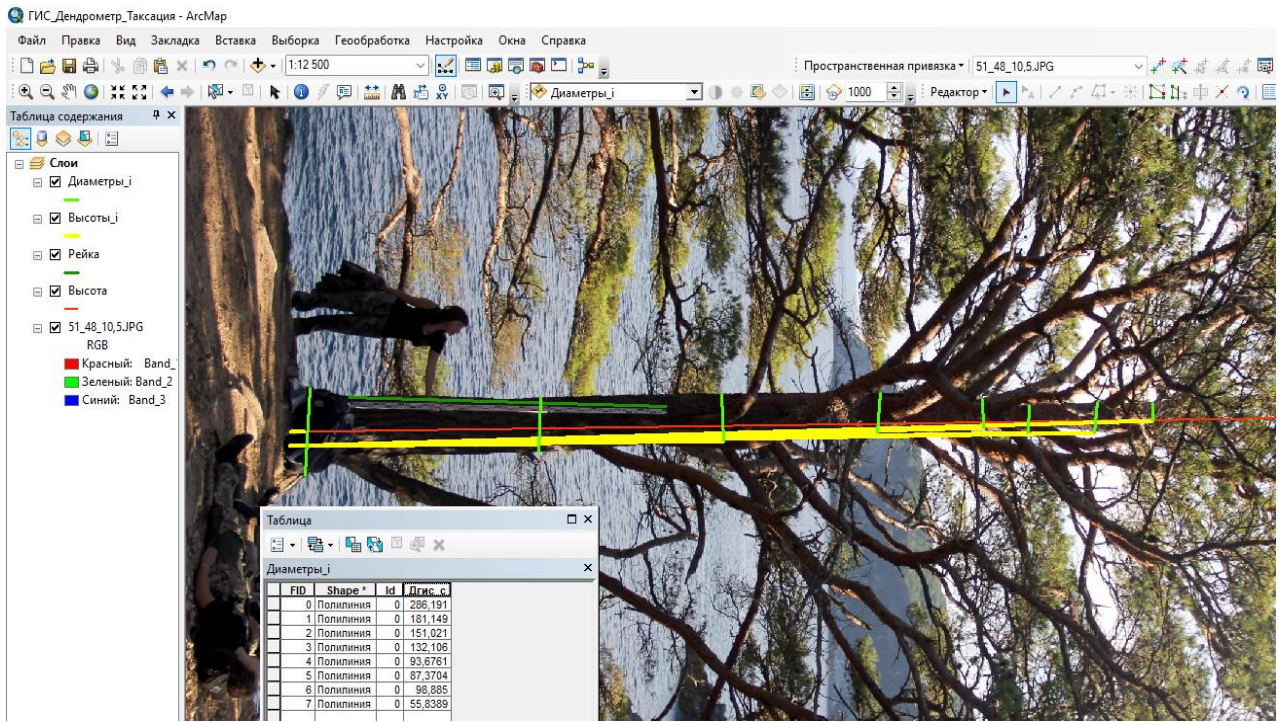 ГИС_Дендрометр_Таксация - ArcMap
Файл Правка Вид Закладка Вставка Выборка Геообработка Настройка Окна Справка
1:12 500
Пространственная привязка 51_48_10,5.JPG
Диаметры_i
1000
Редактор
Таблица содержания
Слои
Диаметры_i
Высоты_i
Рейка
Высота
51_48_10,5.JPG
RGB
Красный: Band_
Зеленый: Band_2
Синий: Band_3
Таблица
Диаметры_i
FID Shape * Id Dгис_с
0 Полилиния 0 286,191
1 Полилиния 0 181,149
2 Полилиния 0 151,021
3 Полилиния 0 132,106
4 Полилиния 0 93,6761
5 Полилиния 0 87,3704
6 Полилиния 0 98,885
7 Полилиния 0 55,8389